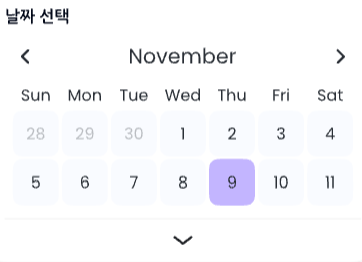 날짜 선택
November
Sun Mon Tue Wed Thu Fri Sat
28 29 30 1 2 3 4
5 6 7 8 9 10 11